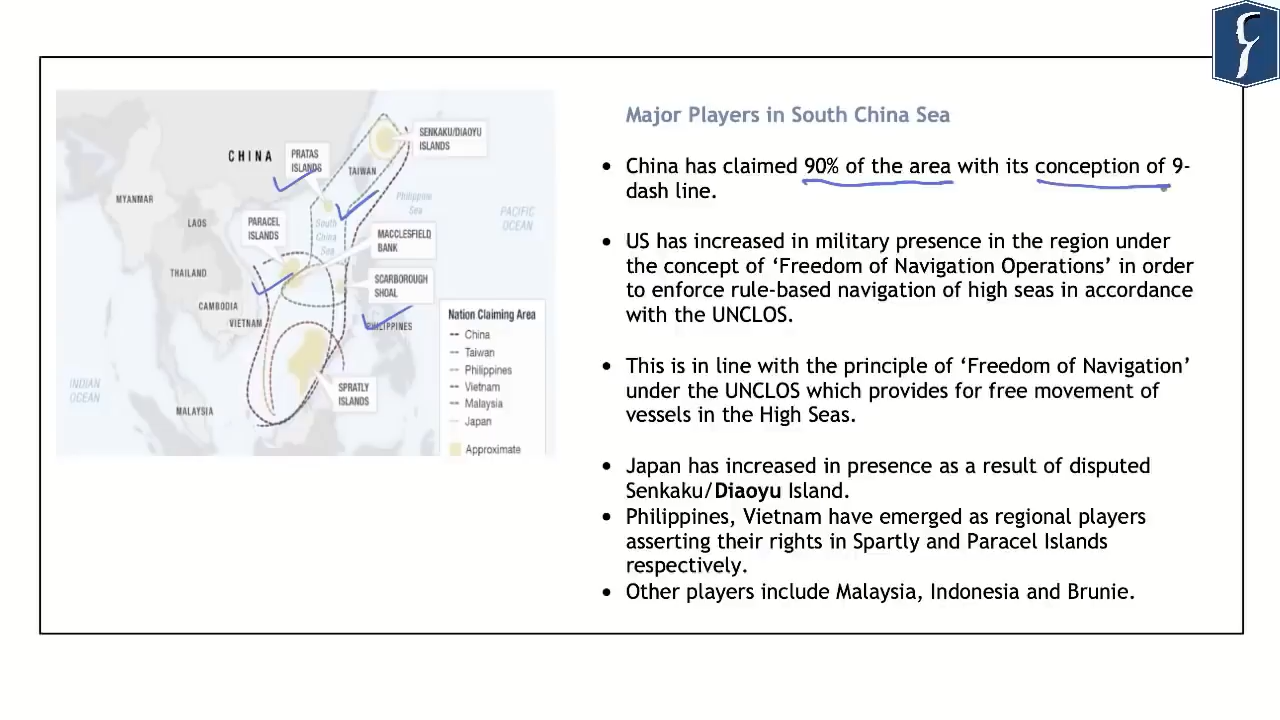 SENKAKU/DIAOYU
ISLANDS
CHINA
PRATAS
ISLANDS
TAIWAN
MYANMAR
Philippine
Sea
PACIFIC
OCEAN
LAOS
PARACEL
ISLANDS
South
China
Sea
MACCLESFIELD
BANK
THAILAND
SCARBOROUGH
SHOAL
CAMBODIA
VIETNAM
PHILIPPINES
INDIAN
OCEAN
MALAYSIA
SPRATLY
ISLANDS
Nation Claiming Area
China
Taiwan
Philippines
Vietnam
Malaysia
Japan
Approximate
Major Players in South China Sea
• China has claimed 90% of the area with its conception of 9-
dash line.
• US has increased in military presence in the region under
the concept of ‘Freedom of Navigation Operations’ in order
to enforce rule-based navigation of high seas in accordance
with the UNCLOS.
• This is in line with the principle of ‘Freedom of Navigation’
under the UNCLOS which provides for free movement of
vessels in the High Seas.
• Japan has increased in presence as a result of disputed
Senkaku/Diaoyu Island.
• Philippines, Vietnam have emerged as regional players
asserting their rights in Spartly and Paracel Islands
respectively.
• Other players include Malaysia, Indonesia and Brunie.